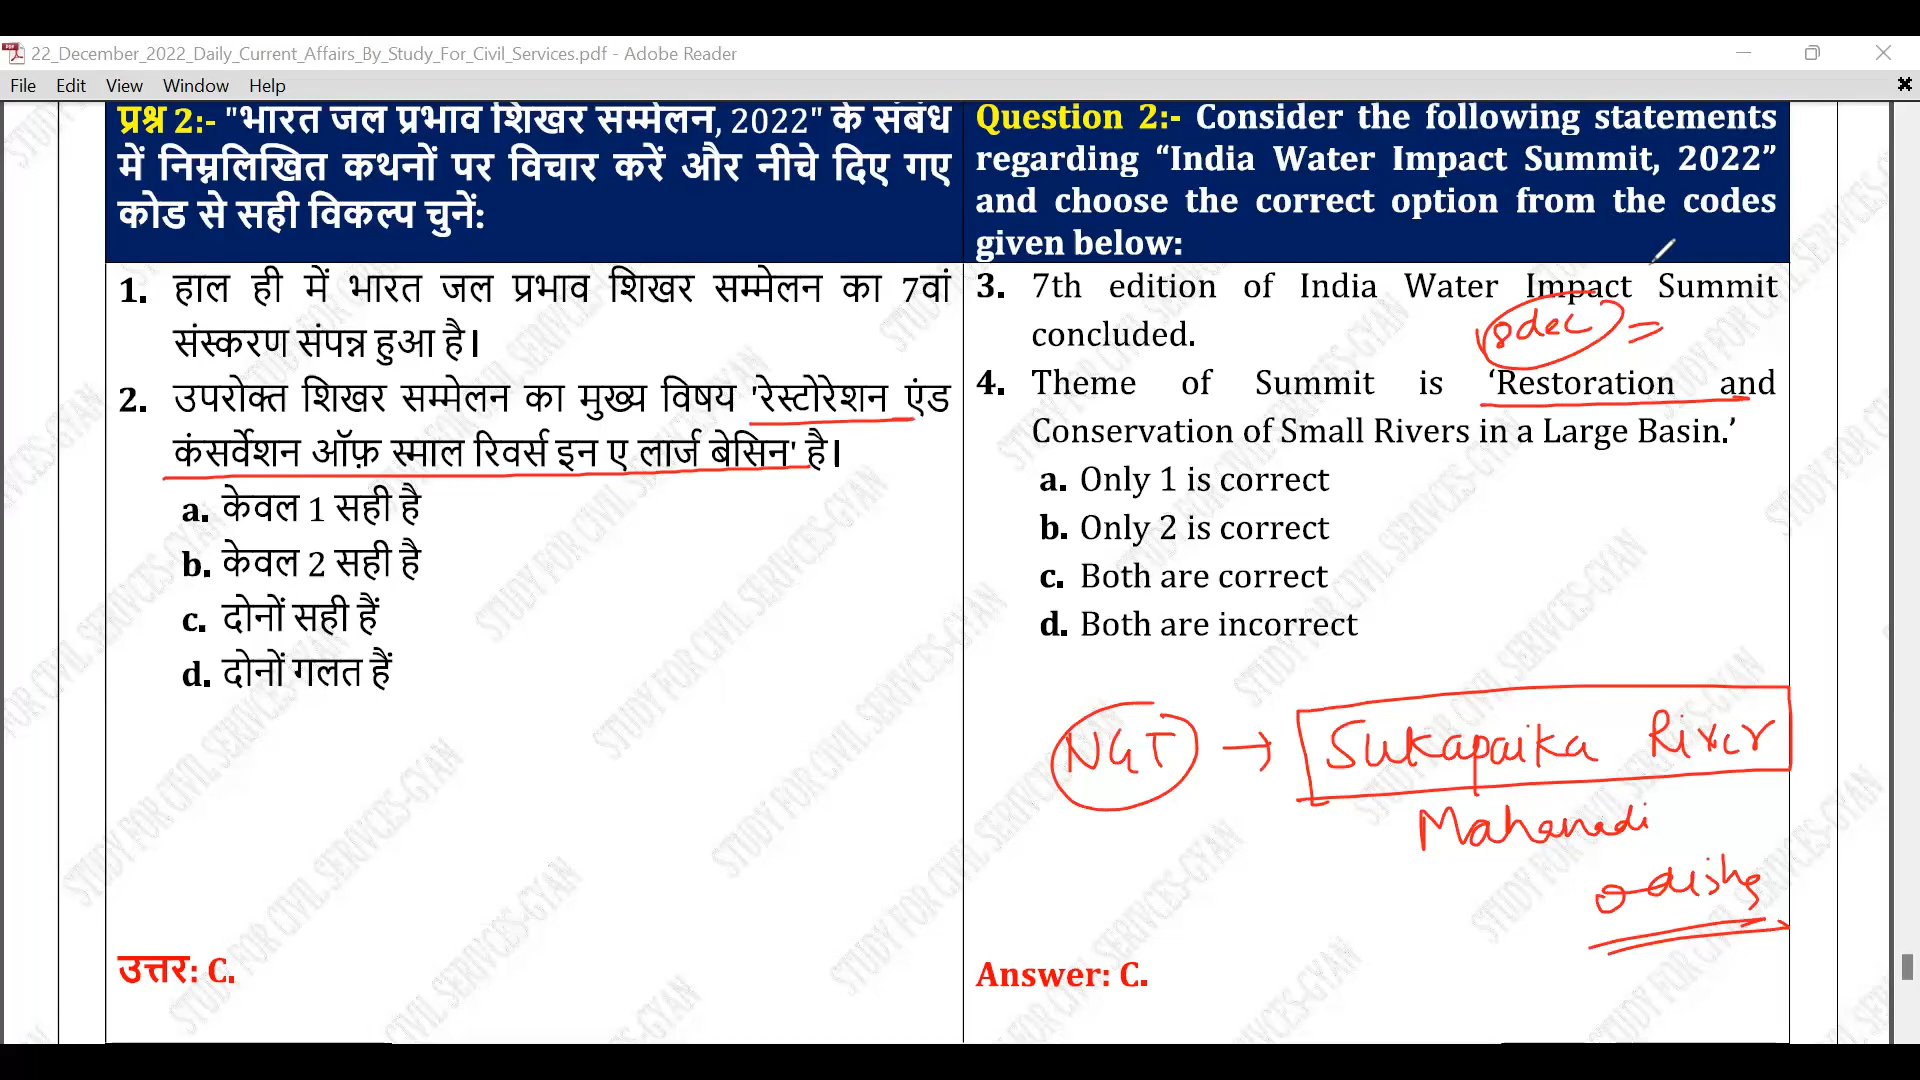 22_December_2022_Daily_Current_Affairs_By_Study_For_Civil_Services.pdf - Adobe Reader
File Edit View Window Help
प्रश्न 2:- "भारत जल प्रभाव शिखर सम्मेलन, 2022" के संबंध
में निम्नलिखित कथनों पर विचार करें और नीचे दिए गए
कोड से सही विकल्प चुनें:
1. हाल ही में भारत जल प्रभाव शिखर सम्मेलन का 7वां
संस्करण संपन्न हुआ है।
2. उपरोक्त शिखर सम्मेलन का मुख्य विषय 'रेस्टोरेशन एंड
कंसर्वेशन ऑफ़ स्माल रिवर्स इन ए लार्ज बेसिन' है।
a. केवल 1 सही है
b. केवल 2 सही है
c. दोनों सही हैं
d. दोनों गलत हैं
उत्तर: C.
Question 2:- Consider the following statements
regarding “India Water Impact Summit, 2022”
and choose the correct option from the codes
given below:
3. 7th edition of India Water Impact Summit
concluded.
4. Theme of Summit is ‘Restoration and
Conservation of Small Rivers in a Large Basin.’
a. Only 1 is correct
b. Only 2 is correct
c. Both are correct
d. Both are incorrect
NGT → Sukapaika River
Mahanadi
odisha
Answer: C.
STUDY FOR CIVIL SERIVCES-GYAN